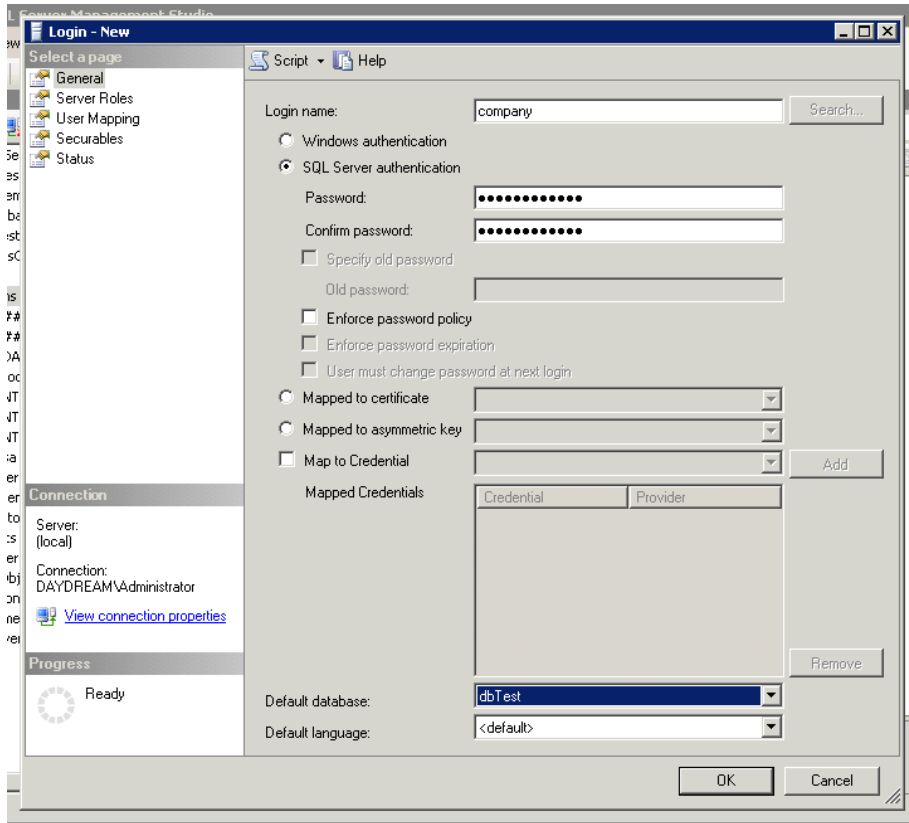 L Server Management Studio
Login - New
Select a page
General
Server Roles
User Mapping
Securables
Status
Script
Help
Login name:
company
Search...
Windows authentication
SQL Server authentication
Password:
●●●●●●●●●●●●
Confirm password:
●●●●●●●●●●●●
Specify old password
Old password:
Enforce password policy
Enforce password expiration
User must change password at next login
Mapped to certificate
Mapped to asymmetric key
Map to Credential
Add
Mapped Credentials
Credential
Provider
Remove
Default database:
dbTest
Default language:
<default>
Connection
Server:
(local)
Connection:
DAYDREAM\Administrator
View connection properties
Progress
Ready
OK
Cancel